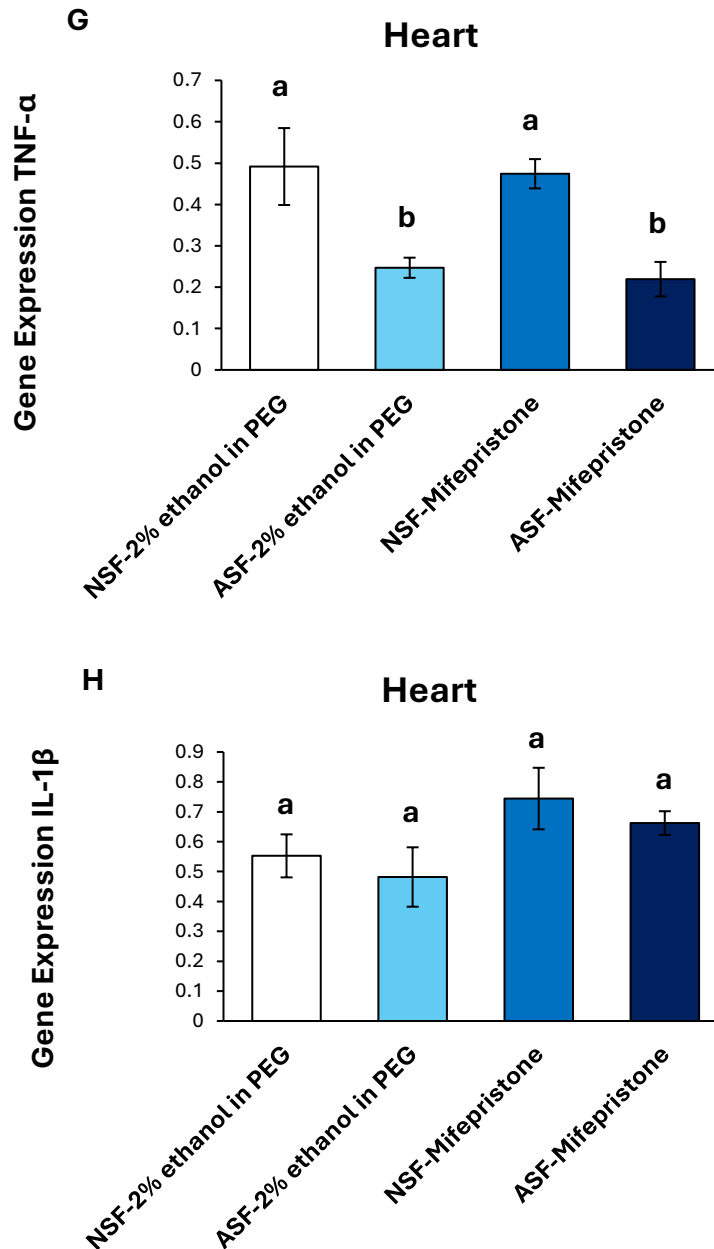 G
Heart
Gene Expression TNF-α
0.7
0.6
0.5
0.4
0.3
0.2
0.1
0
a
b
a
b
NSF-2% ethanol in PEG
ASF-2% ethanol in PEG
NSF-Mifepristone
ASF-Mifepristone
H
Heart
Gene Expression IL-1β
0.9
0.8
0.7
0.6
0.5
0.4
0.3
0.2
0.1
0
a
a
a
a
NSF-2% ethanol in PEG
ASF-2% ethanol in PEG
NSF-Mifepristone
ASF-Mifepristone